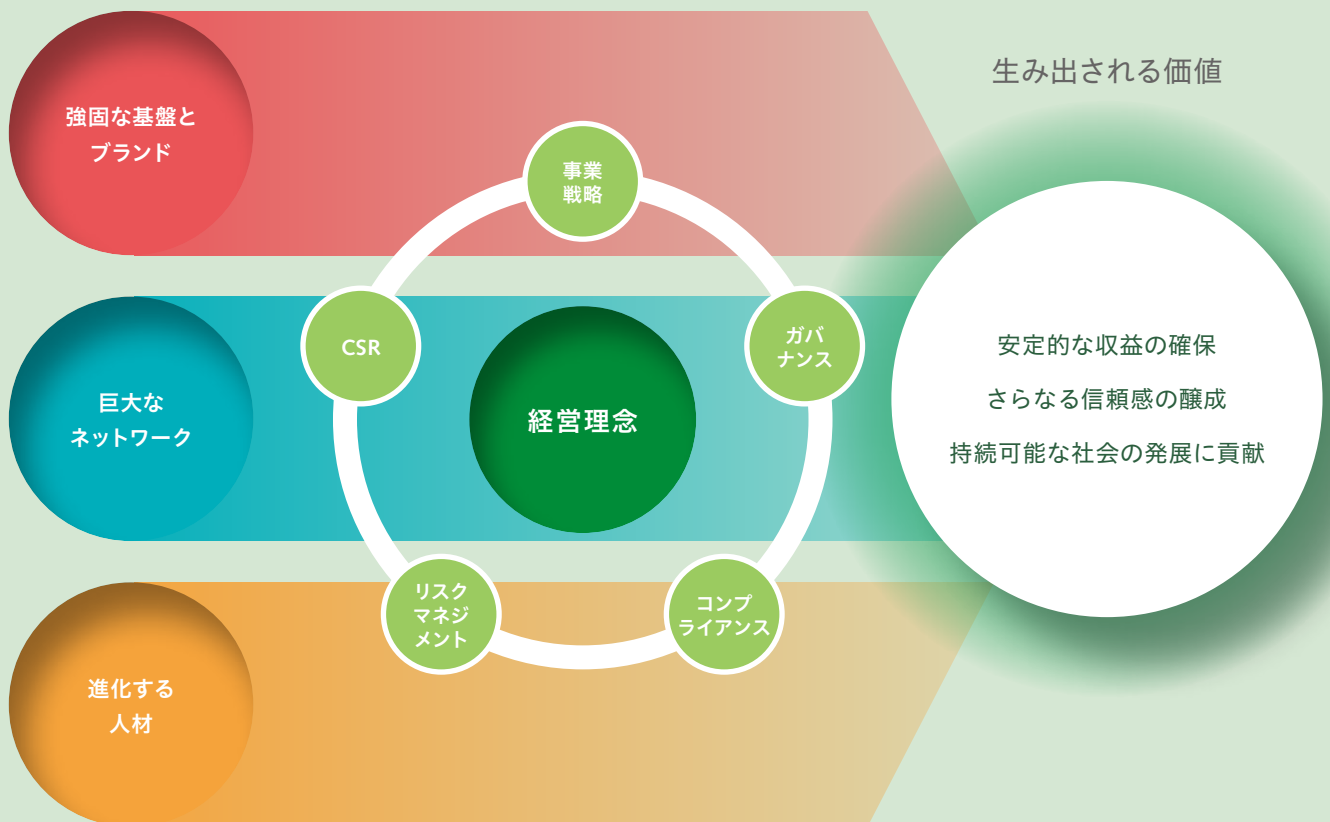 生み出される価値
強固な基盤と
ブランド
事業
戦略
CSR
ガバ
ナンス
巨大な
ネットワーク
経営理念
安定的な収益の確保
さらなる信頼感の醸成
持続可能な社会の発展に貢献
リスク
マネジ
メント
コンプ
ライアンス
進化する
人材